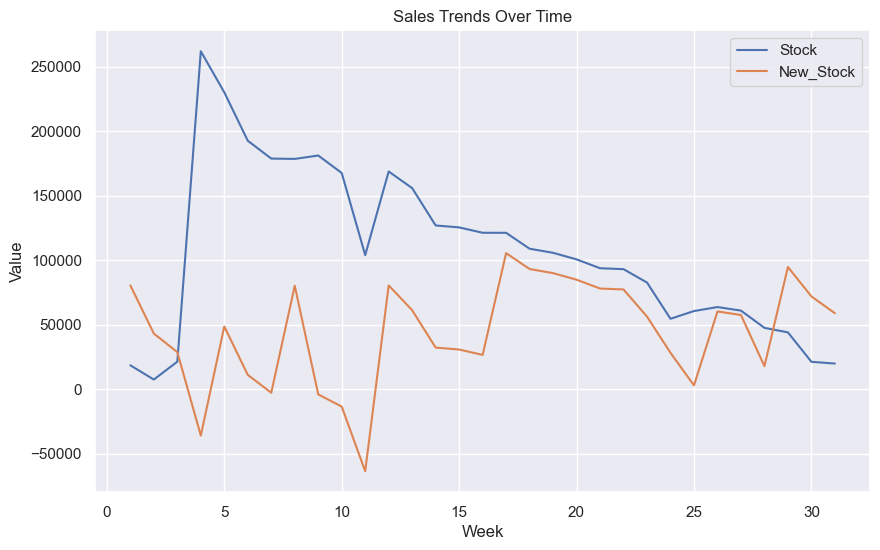 Sales Trends Over Time
Stock
New_Stock
Value
250000
200000
150000
100000
50000
0
−50000
0 5 10 15 20 25 30
Week